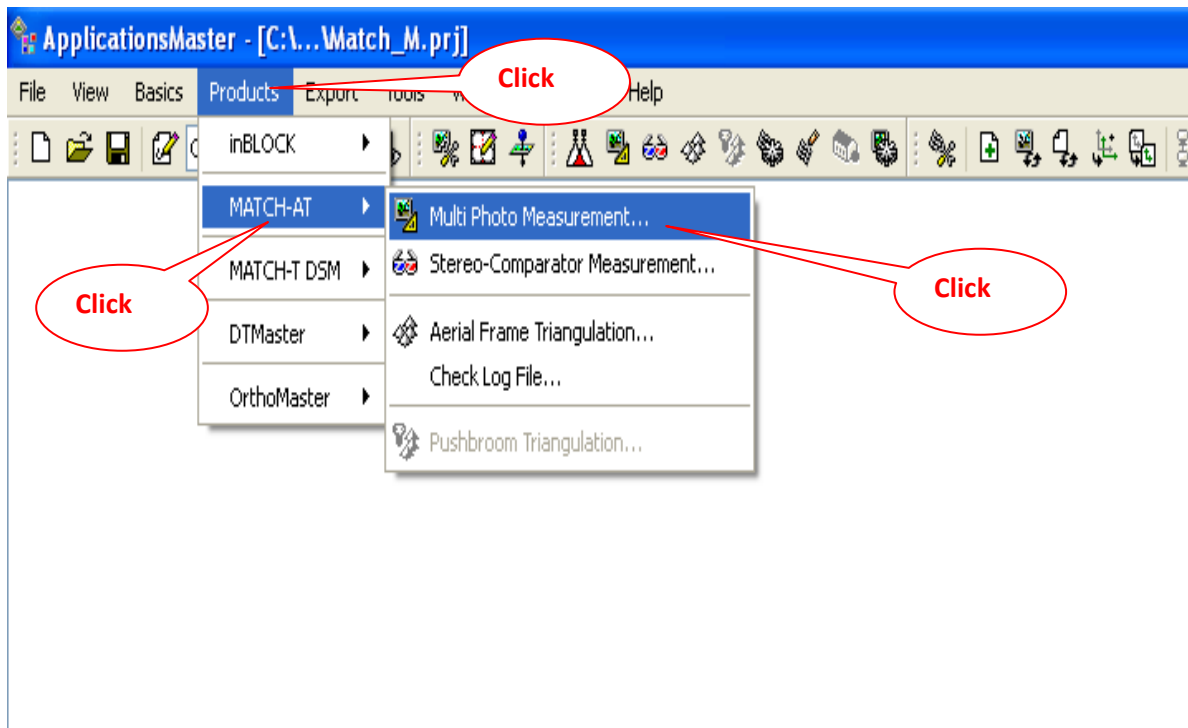 ApplicationsMaster - [C:\...\Match_M.prj]
File View Basics Products Export Tools Help
Click
inBLOCK
MATCH-AT
Multi Photo Measurement...
Stereo-Comparator Measurement...
MATCH-T DSM
Click
Click
DTMaster
Aerial Frame Triangulation...
Check Log File...
OrthoMaster
Pushbroom Triangulation...